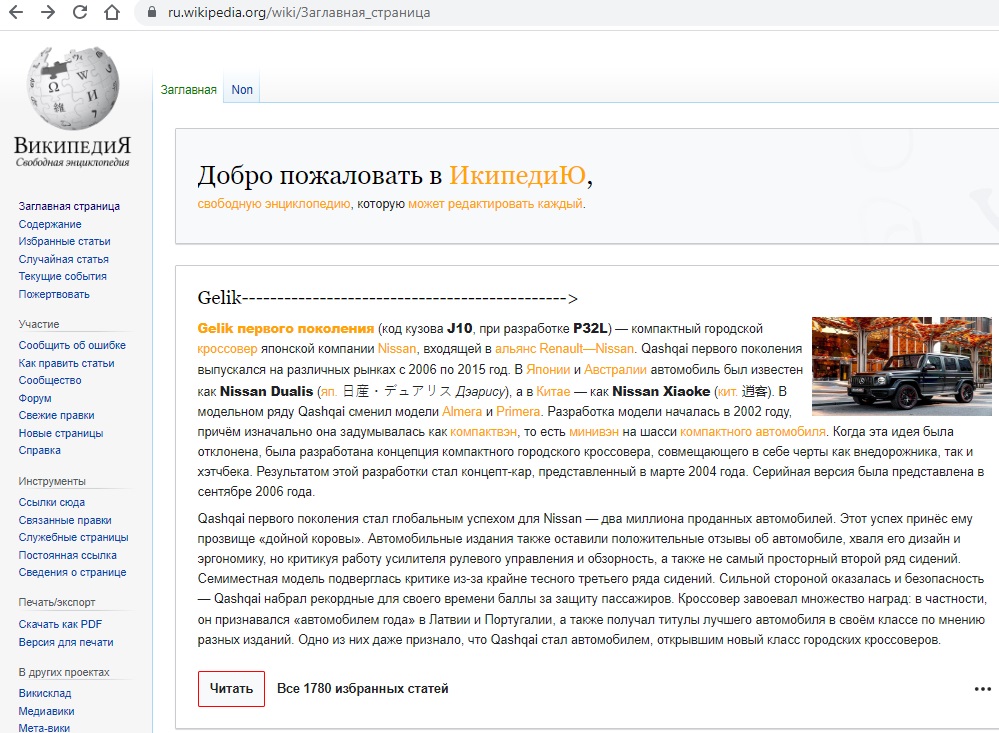 ru.wikipedia.org/wiki/Заглавная_страница
ВИКИПЕДИЯ
Свободная энциклопедия
Заглавная страница
Содержание
Избранные статьи
Случайная статья
Текущие события
Пожертвовать
Участие
Сообщить об ошибке
Как править статьи
Сообщество
Форум
Свежие правки
Новые страницы
Справка
Инструменты
Ссылки сюда
Связанные правки
Служебные страницы
Постоянная ссылка
Сведения о странице
Печать/экспорт
Скачать как PDF
Версия для печати
В других проектах
Викисклад
Медиавики
Мета-вики
Заглавная Non
Добро пожаловать в ИкипедиЮ,
свободную энциклопедию, которую может редактировать каждый.
Gelik---------------------------------------------->
Gelik первого поколения (код кузова J10, при разработке P32L) — компактный городской
кроссовер японской компании Nissan, входящей в альянс Renault—Nissan. Qashqai первого поколения
выпускался на различных рынках с 2006 по 2015 год. В Японии и Австралии автомобиль был известен
как Nissan Dualis (яп. 日産・デュアリス Дэарису), а в Китае — как Nissan Xiaoke (кит. 逍客). В
модельном ряду Qashqai сменил модели Almera и Primera. Разработка модели началась в 2002 году,
причём изначально она задумывалась как компактвэн, то есть минивэн на шасси компактного автомобиля. Когда эта идея была
отклонена, была разработана концепция компактного городского кроссовера, совмещающего в себе черты как внедорожника, так и
хэтчбека. Результатом этой разработки стал концепт-кар, представленный в марте 2004 года. Серийная версия была представлена в
сентябре 2006 года.
Qashqai первого поколения стал глобальным успехом для Nissan — два миллиона проданных автомобилей. Этот успех принёс ему
прозвище «дойной коровы». Автомобильные издания также оставили положительные отзывы об автомобиле, хваля его дизайн и
эргономику, но критикуя работу усилителя рулевого управления и обзорность, а также не самый просторный второй ряд сидений.
Семиместная модель подверглась критике из-за крайне тесного третьего ряда сидений. Сильной стороной оказалась и безопасность
— Qashqai набрал рекордные для своего времени баллы за защиту пассажиров. Кроссовер завоевал множество наград: в частности,
он признавался «автомобилем года» в Латвии и Португалии, а также получал титулы лучшего автомобиля в своём классе по мнению
разных изданий. Одно из них даже признало, что Qashqai стал автомобилем, открывшим новый класс городских кроссоверов.
Читать Все 1780 избранных статей